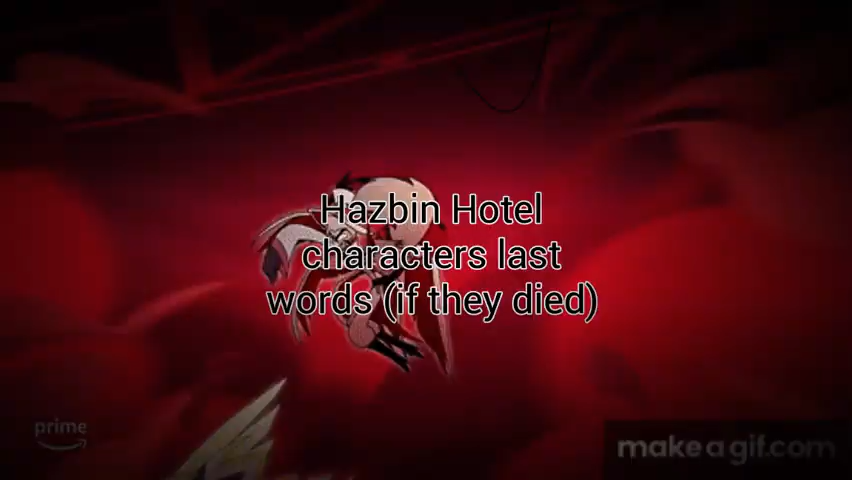 Hazbin Hotel
characters last
words (if they died)
prime
makeagif.com